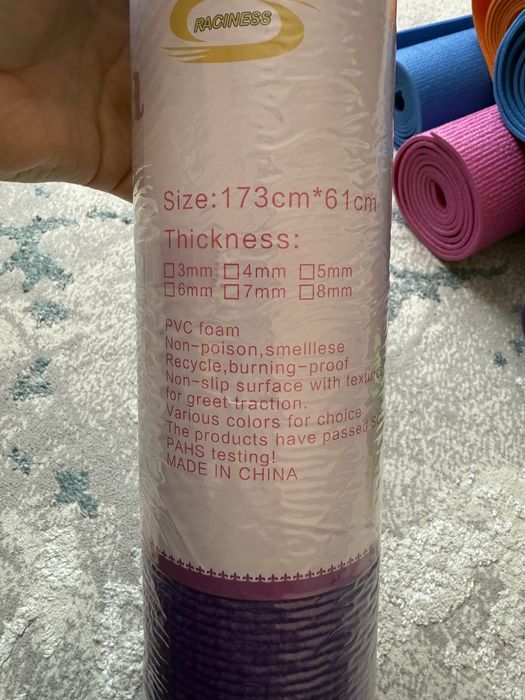 RACINESS
Size:173cm*61cm
Thickness:
3mm 4mm 5mm
6mm 7mm 8mm
PVC foam
Non-poison,smelllese
Recycle,burning-proof
Non-slip surface with texture
for greet traction.
Various colors for choice
The products have passed
PAHS testing!
MADE IN CHINA